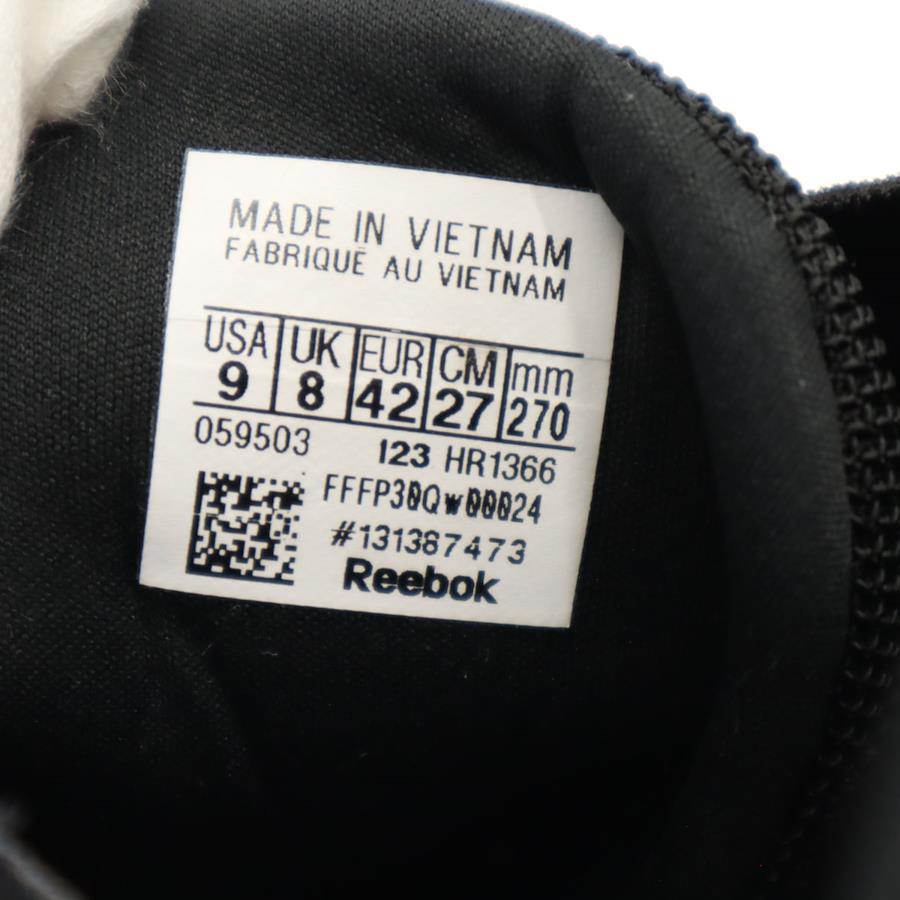 MADE IN VIETNAM
FABRIQUÉ AU VIETNAM
USA UK EUR CM mm
9 8 42 27 270
059503 123 HR1366
FFFP30Qw00024
#131387473
Reebok